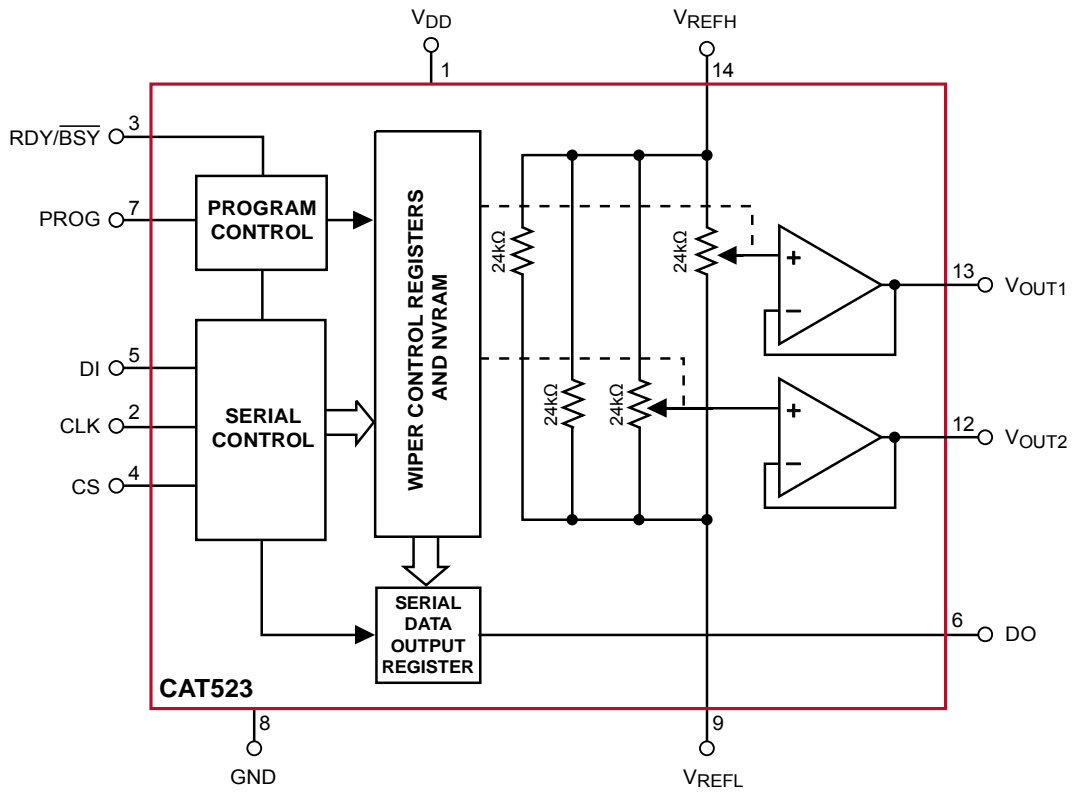 VDD
VREFH
1
14
3
RDY/BSY
7
PROG
PROGRAM
CONTROL
WIPER CONTROL REGISTERS
AND NVRAM
24kΩ
24kΩ
+
–
13
VOUT1
5
DI
2
CLK
4
CS
SERIAL
CONTROL
24kΩ
24kΩ
+
–
12
VOUT2
SERIAL
DATA
OUTPUT
REGISTER
6
DO
CAT523
8
GND
9
VREFL